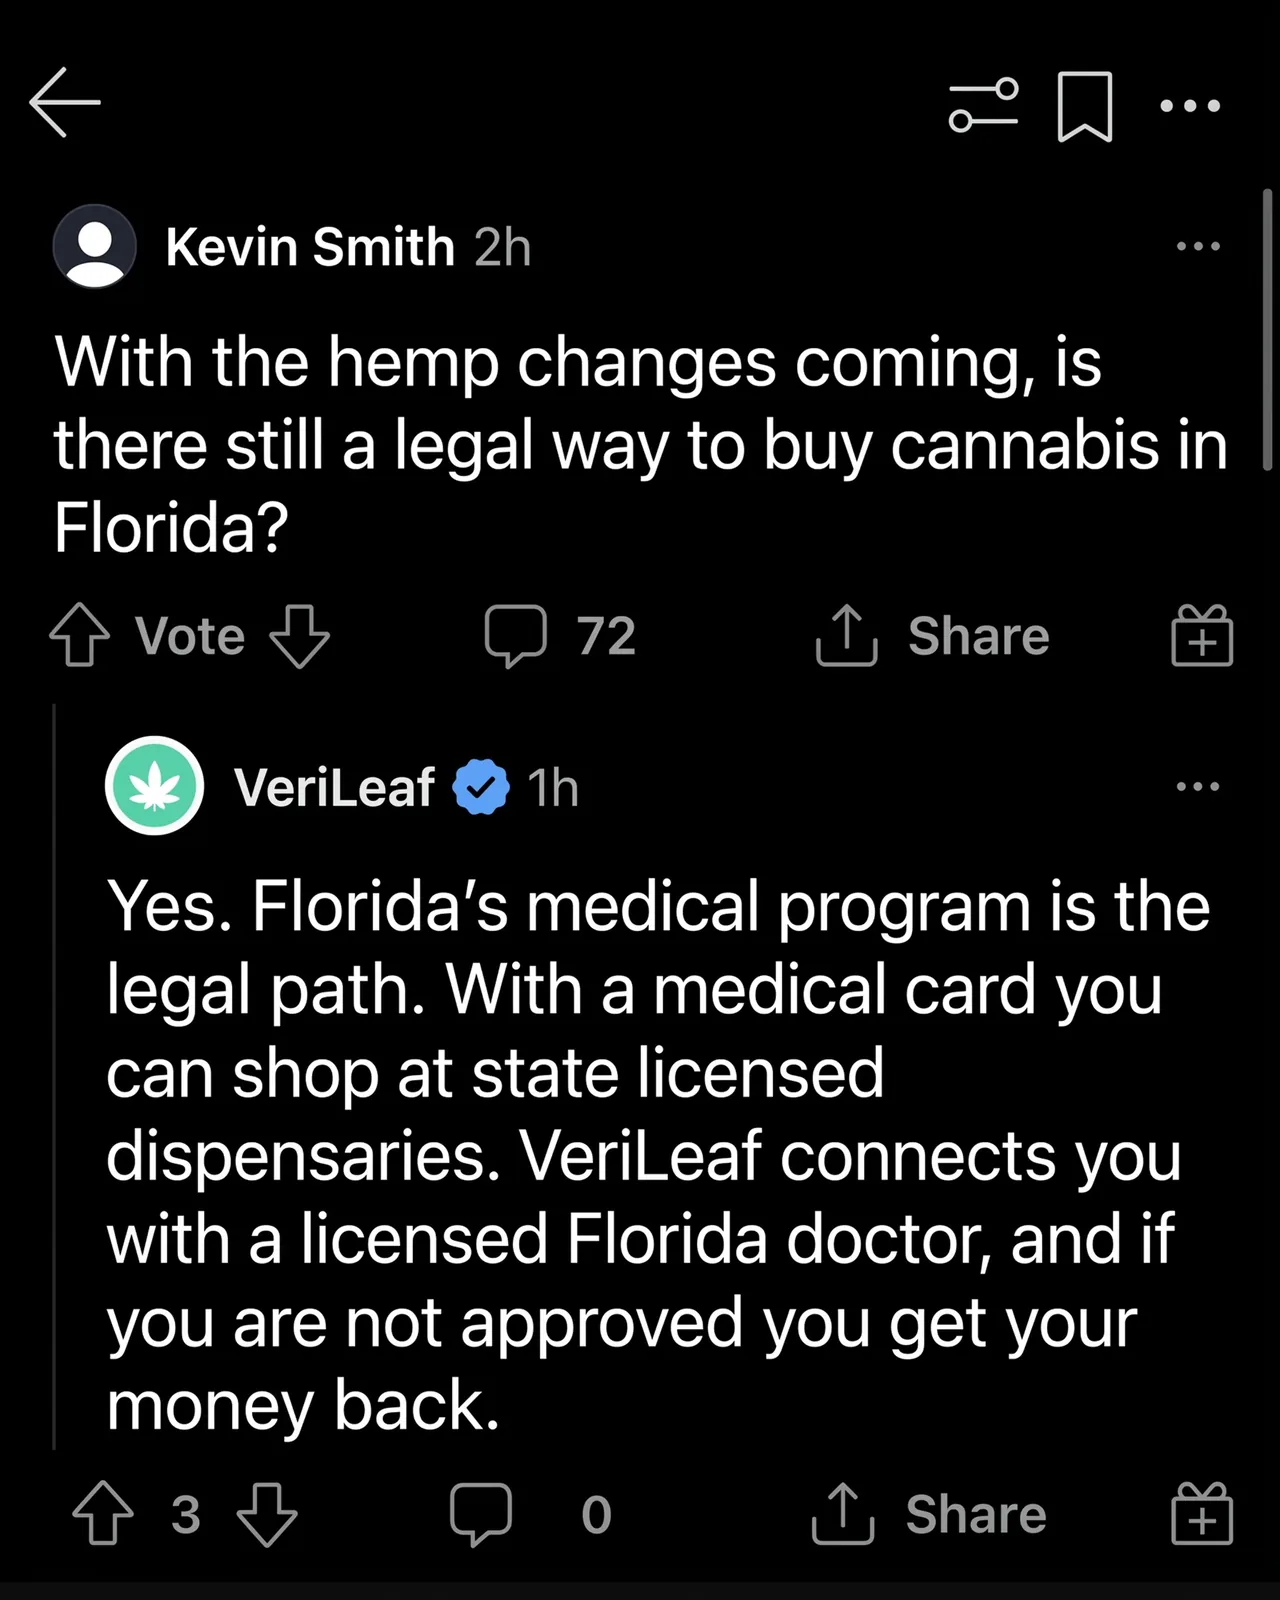 Kevin Smith 2h
With the hemp changes coming, is
there still a legal way to buy cannabis in
Florida?
Vote 72 Share
VeriLeaf 1h
Yes. Florida’s medical program is the
legal path. With a medical card you
can shop at state licensed
dispensaries. VeriLeaf connects you
with a licensed Florida doctor, and if
you are not approved you get your
money back.
3 0 Share